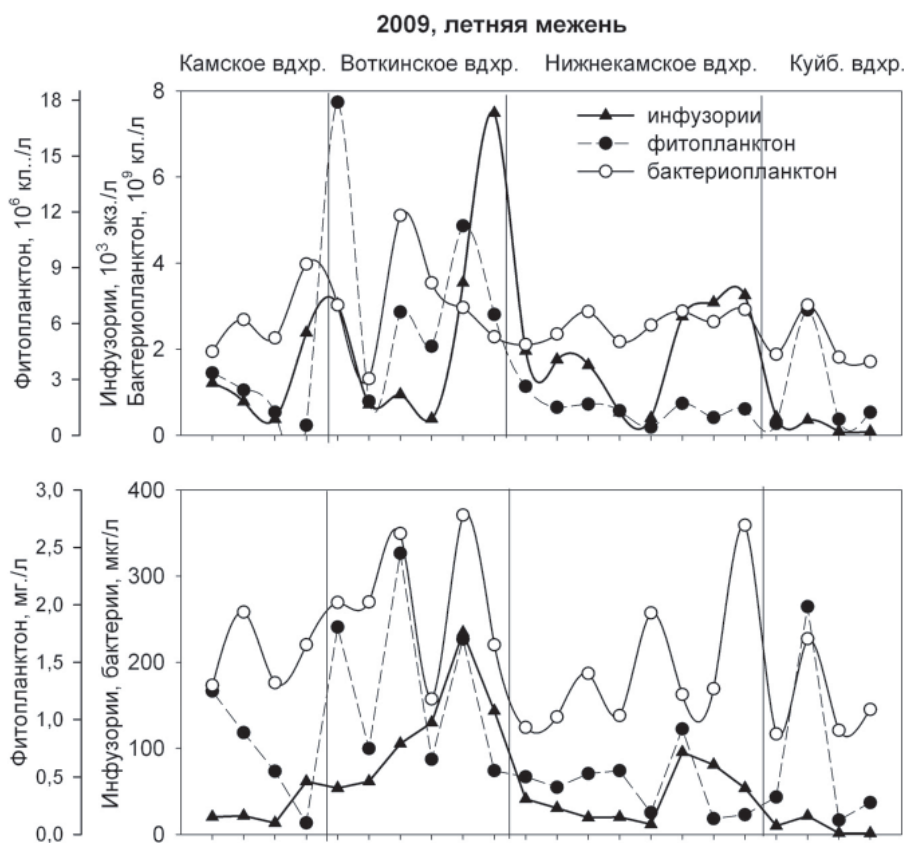 2009, летняя межень
Камское вдхр. Воткинское вдхр. Нижнекамское вдхр. Куйб. вдхр.
Фитопланктон, 10⁶ кл../л
18
15
12
9
6
3
0
Инфузории, 10³ экз./л
Бактериопланктон, 10⁹ кл./л
8
6
4
2
0
инфузории
фитопланктон
бактериопланктон
Фитопланктон, мг./л
3,0
2,5
2,0
1,5
1,0
0,5
0,0
Инфузории, бактерии, мкг/л
400
300
200
100
0